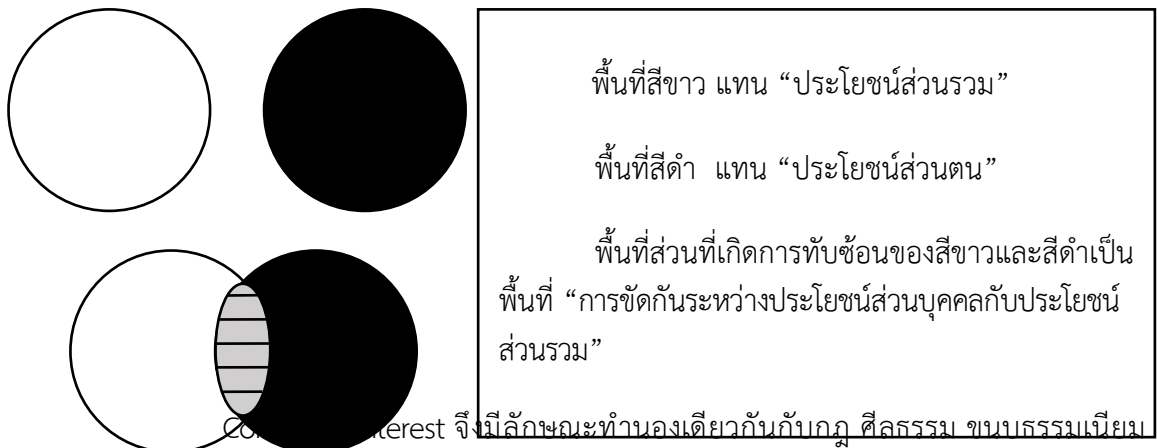 พื้นที่สีขาว แทน “ประโยชน์ส่วนรวม”
พื้นที่สีดำ แทน “ประโยชน์ส่วนตน”
พื้นที่ส่วนที่เกิดการทับซ้อนของสีขาวและสีดำเป็น
พื้นที่ “การขัดกันระหว่างประโยชน์ส่วนบุคคลกับประโยชน์
ส่วนรวม”
จึงมีลักษณะทำนองเดียวกันกับกฎ ศีลธรรม ขนบธรรมเนียม